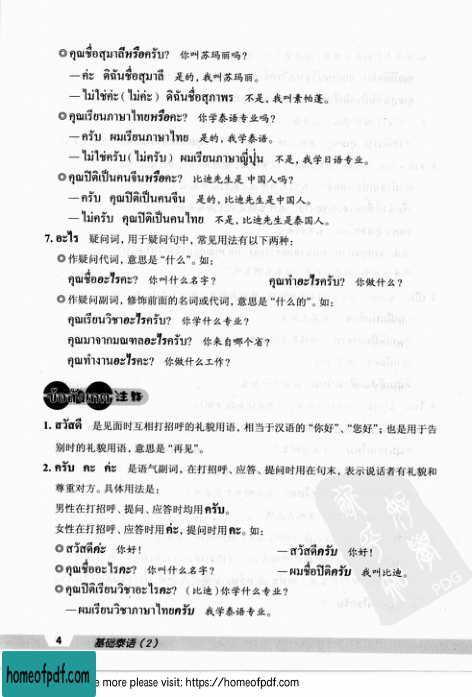 ◎คุณชื่อสุมาลีหรือครับ? 你叫苏玛丽吗?
—ค่ะ ดิฉันชื่อสุมาลี 是的,我叫苏玛丽。
—ไม่ใช่ค่ะ(ไม่ค่ะ) ดิฉันชื่อสุภาพร 不是,我叫素帕蓬。
◎คุณเรียนภาษาไทยหรือคะ? 你学泰语专业吗?
—ครับ ผมเรียนภาษาไทย 是的,我学泰语。
—ไม่ใช่ครับ(ไม่ครับ) ผมเรียนภาษาญี่ปุ่น 不是,我学日语专业。
◎คุณปิติเป็นคนจีนหรือคะ? 比迪先生是中国人吗?
—ครับ คุณปิติเป็นคนจีน 是的,比迪先生是中国人。
—ไม่ครับ คุณปิติเป็นคนไทย 不是,比迪先生是泰国人。
7. อะไร 疑问词,用于疑问句中,常见用法有以下两种:
◎作疑问代词,意思是“什么”。如:
คุณชื่ออะไรคะ? 你叫什么名字? คุณทำอะไรครับ? 你做什么?
◎作疑问副词,修饰前面的名词或代词,意思是“什么的”。如:
คุณเรียนวิชาอะไรครับ? 你学什么专业?
คุณมาจากมณฑลอะไรครับ? 你来自哪个省?
คุณทำงานอะไรคะ? 你做什么工作?
ข้อสังเกต 注释
1. สวัสดี 是见面时互相打招呼的礼貌用语,相当于汉语的“你好”、“您好”;也是用于告
别时的礼貌用语,意思是“再见”。
2. ครับ คะ ค่ะ 是语气副词,在打招呼、应答、提问时用在句末,表示说话者有礼貌和
尊重对方。具体用法是:
男性在打招呼、提问、应答时均用ครับ。
女性在打招呼、应答时用ค่ะ,提问时用คะ。如:
◎สวัสดีค่ะ 你好! —สวัสดีครับ 你好!
◎คุณชื่ออะไรคะ? 你叫什么名字? —ผมชื่อปิติครับ 我叫比迪。
◎คุณปิติเรียนวิชาอะไรคะ? (比迪)你学什么专业?
—ผมเรียนวิชาภาษาไทยครับ 我学泰语专业。
PDG
4 基础泰语(2)
homeofpdf.com
e more please visit: https://homeofpdf.com